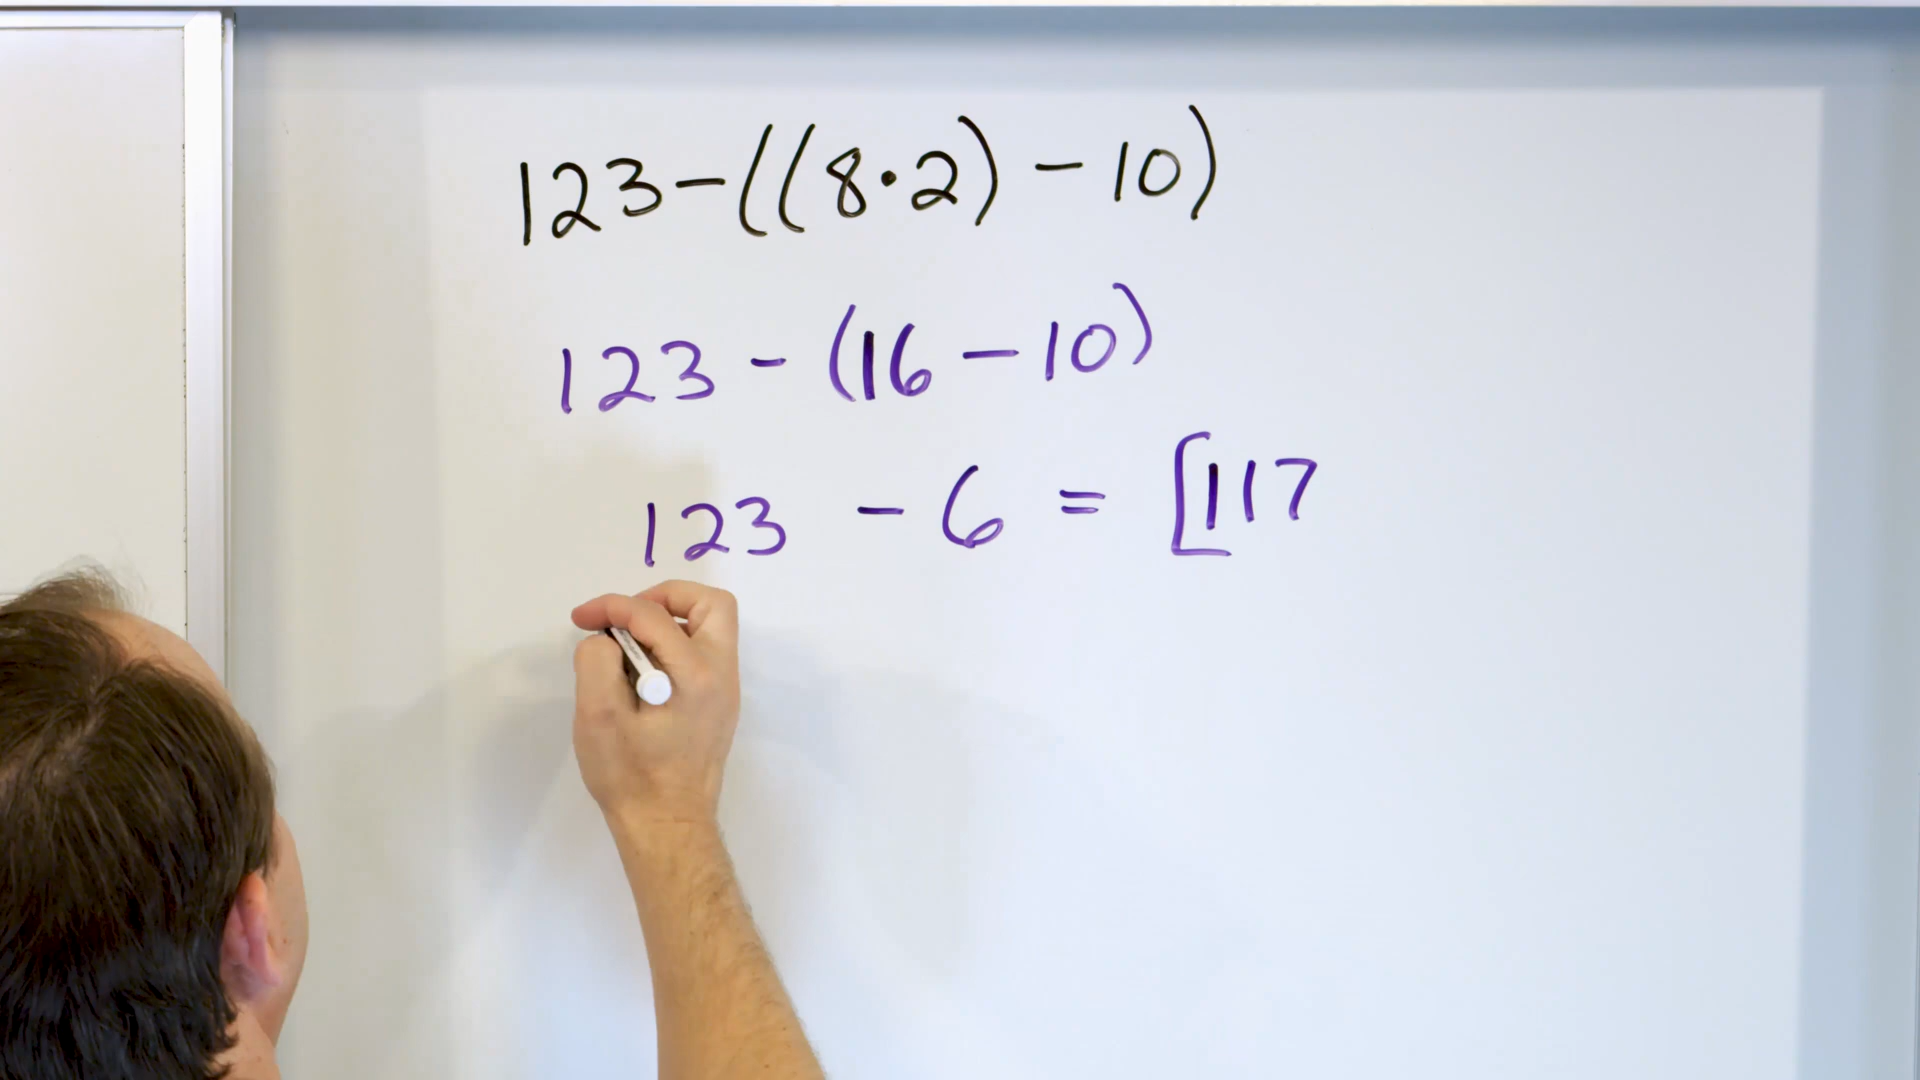 123-((8•2)-10)
123-(16-10)
123 - 6 = [117